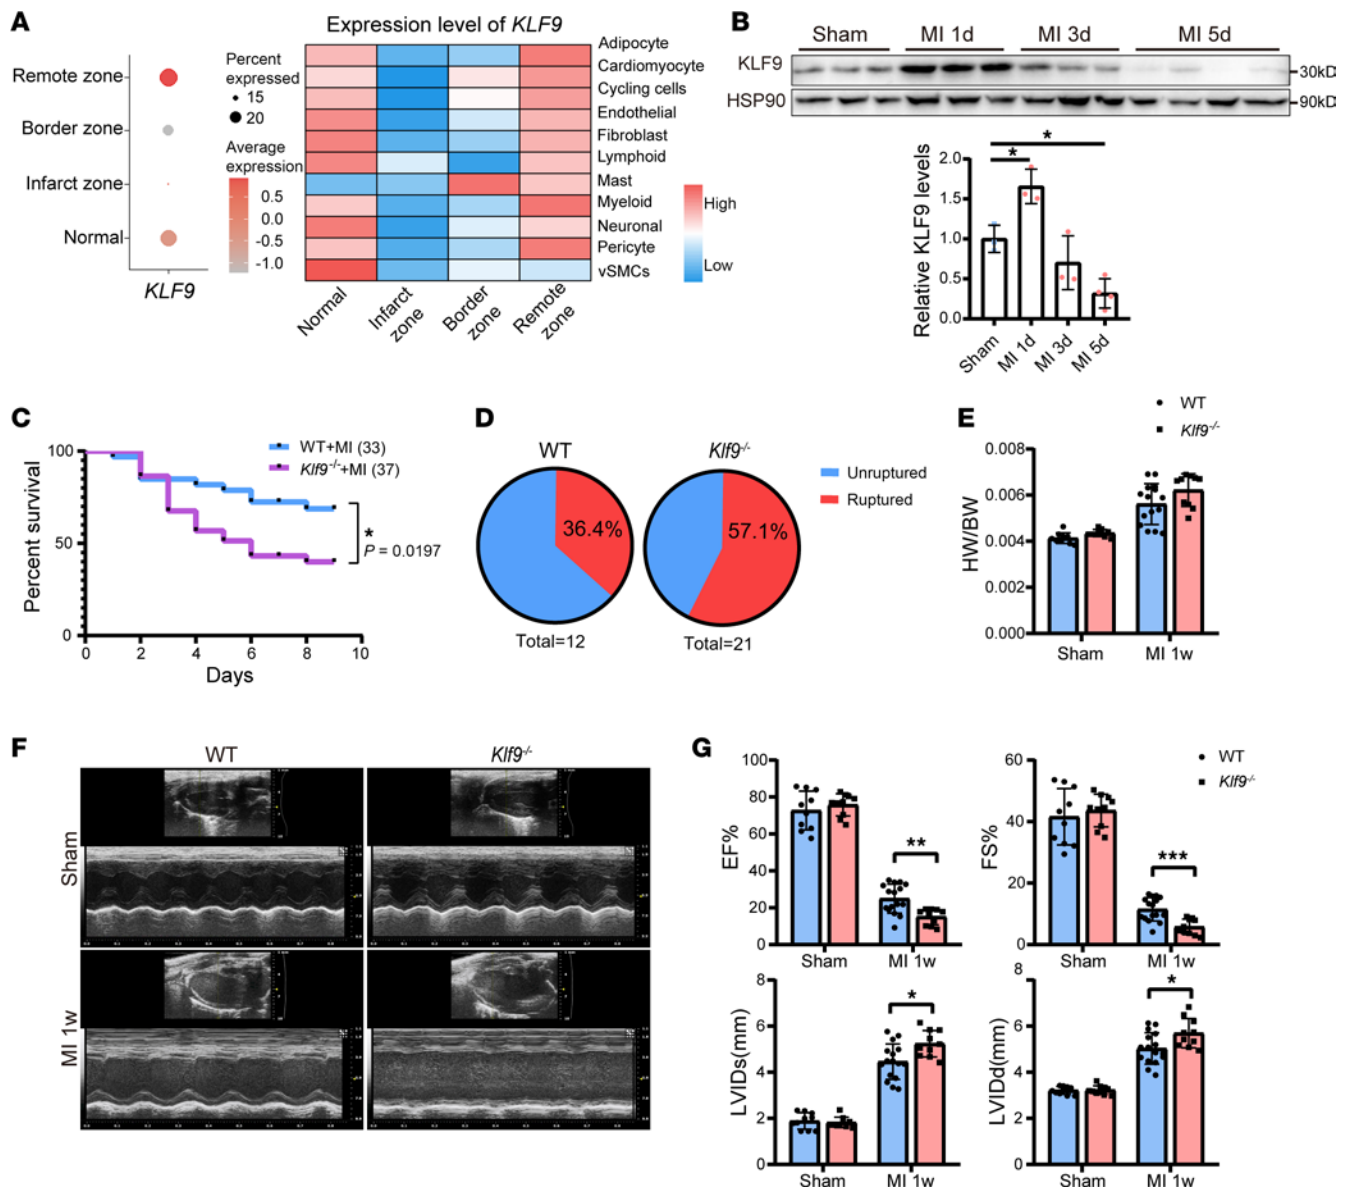 A
Expression level of KLF9
Remote zone
Border zone
Infarct zone
Normal
KLF9
Percent
expressed
15
20
Average
expression
0.5
0.0
-0.5
-1.0
Adipocyte
Cardiomyocyte
Cycling cells
Endothelial
Fibroblast
Lymphoid
Mast
Myeloid
Neuronal
Pericyte
vSMCs
Normal
Infarct
zone
Border
zone
Remote
zone
High
Low
B
Sham MI 1d MI 3d MI 5d
KLF9
30kD
HSP90
90kD
Relative KLF9 levels
2.0
1.5
1.0
0.5
0.0
*
*
Sham
MI 1d
MI 3d
MI 5d
C
Percent survival
100
50
0
0 2 4 6 8 10
Days
WT+MI (33)
Klf9-/-+MI (37)
*
P = 0.0197
D
WT
Klf9-/-
36.4%
57.1%
Total=12
Total=21
Unruptured
Ruptured
E
WT
Klf9-/-
HW/BW
0.008
0.006
0.004
0.002
0.000
Sham MI 1w
F
WT
Klf9-/-
Sham
MI 1w
G
EF%
100
80
60
40
20
0
**
Sham MI 1w
FS%
60
40
20
0
***
Sham MI 1w
WT
Klf9-/-
LVIDs(mm)
8
6
4
2
0
*
Sham MI 1w
LVIDd(mm)
8
6
4
2
0
*
Sham MI 1w